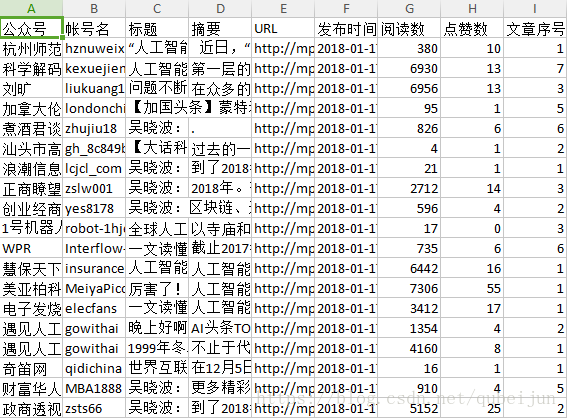 A B C D E F G H I
公众号 帐号名 标题 摘要 URL 发布时间 阅读数 点赞数 文章序号
杭州师范 hznuweix “人工智能 近日，“ http://mp 2018-01-1 380 10 1
科学解码 kexuejien 人工智能 第一层的 http://mp 2018-01-1 6930 13 7
刘旷 liukuang1 问题不断 在众多的 http://mp 2018-01-1 6956 13 3
加拿大伦 londonchi 【加国头条】蒙特 http://mp 2018-01-1 95 1 5
煮酒君谈 zhujiu18 吴晓波： . http://mp 2018-01-1 826 6 6
汕头市高 gh_8c849b 【大话科 过去的一 http://mp 2018-01-1 4 1 2
浪潮信息 lcjcl_com 吴晓波： 到了2018 http://mp 2018-01-1 21 1 1
正商瞭望 zslw001 吴晓波： 2018年。 http://mp 2018-01-1 2712 14 3
创业经商 yes8178 吴晓波： 区块链、 http://mp 2018-01-1 596 4 2
1号机器人 robot-1hj 全球人工 以寺庙和 http://mp 2018-01-1 17 0 3
WPR Interflow- 一文读懂 截止2017 http://mp 2018-01-1 735 6 6
慧保天下 insurance 人工智能 人工智能 http://mp 2018-01-1 6442 16 1
美亚柏科 MeiyaPico 厉害了！ 人工智能 http://mp 2018-01-1 7306 55 1
电子发烧 elecfans 一文读懂 人工智能 http://mp 2018-01-1 3412 17 1
遇见人工 gowithai 晚上好啊 AI头条TO http://mp 2018-01-1 1354 4 2
遇见人工 gowithai 1999年冬 不止于代 http://mp 2018-01-1 4160 8 1
奇笛网 qidichina 世界互联 在12月5日 http://mp 2018-01-1 16 1 1
财富华人 MBA1888 吴晓波： 更多精彩 http://mp 2018-01-1 910 4 5
政商透视 zsts66 吴晓波： 到了2018 http://mp 2018-01-1 5152 25 2
https://blog.csdn.net/qubeijun